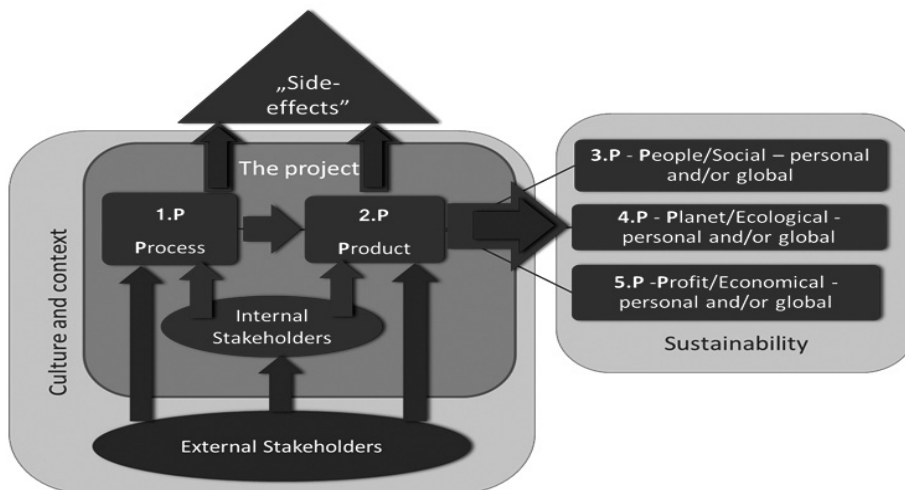 „Side-
effects”
The project
1.P
Process
2.P
Product
Internal
Stakeholders
External Stakeholders
Culture and context
3.P - People/Social – personal
and/or global
4.P - Planet/Ecological -
personal and/or global
5.P -Profit/Economical -
personal and/or global
Sustainability